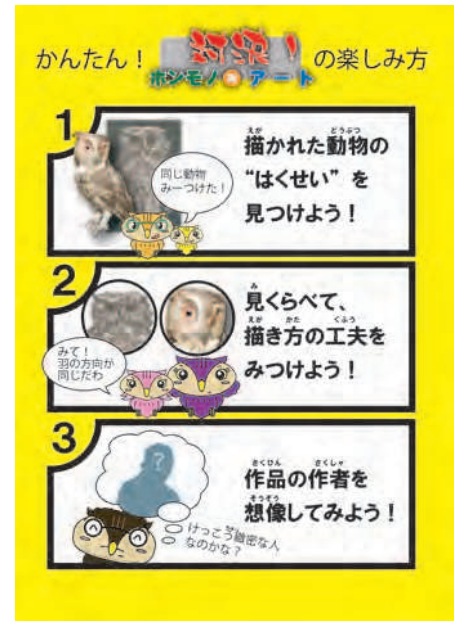 かんたん！ 対決！ の楽しみ方
ホンモノ VS アート
1
描かれた動物の
“はくせい” を
見つけよう！
同じ動物
みーつけた！
2
見くらべて、
描き方の工夫を
みつけよう！
みて！
羽の方向が
同じだわ
3
作品の作者を
想像してみよう！
?
けっこう緻密な人
なのかな？